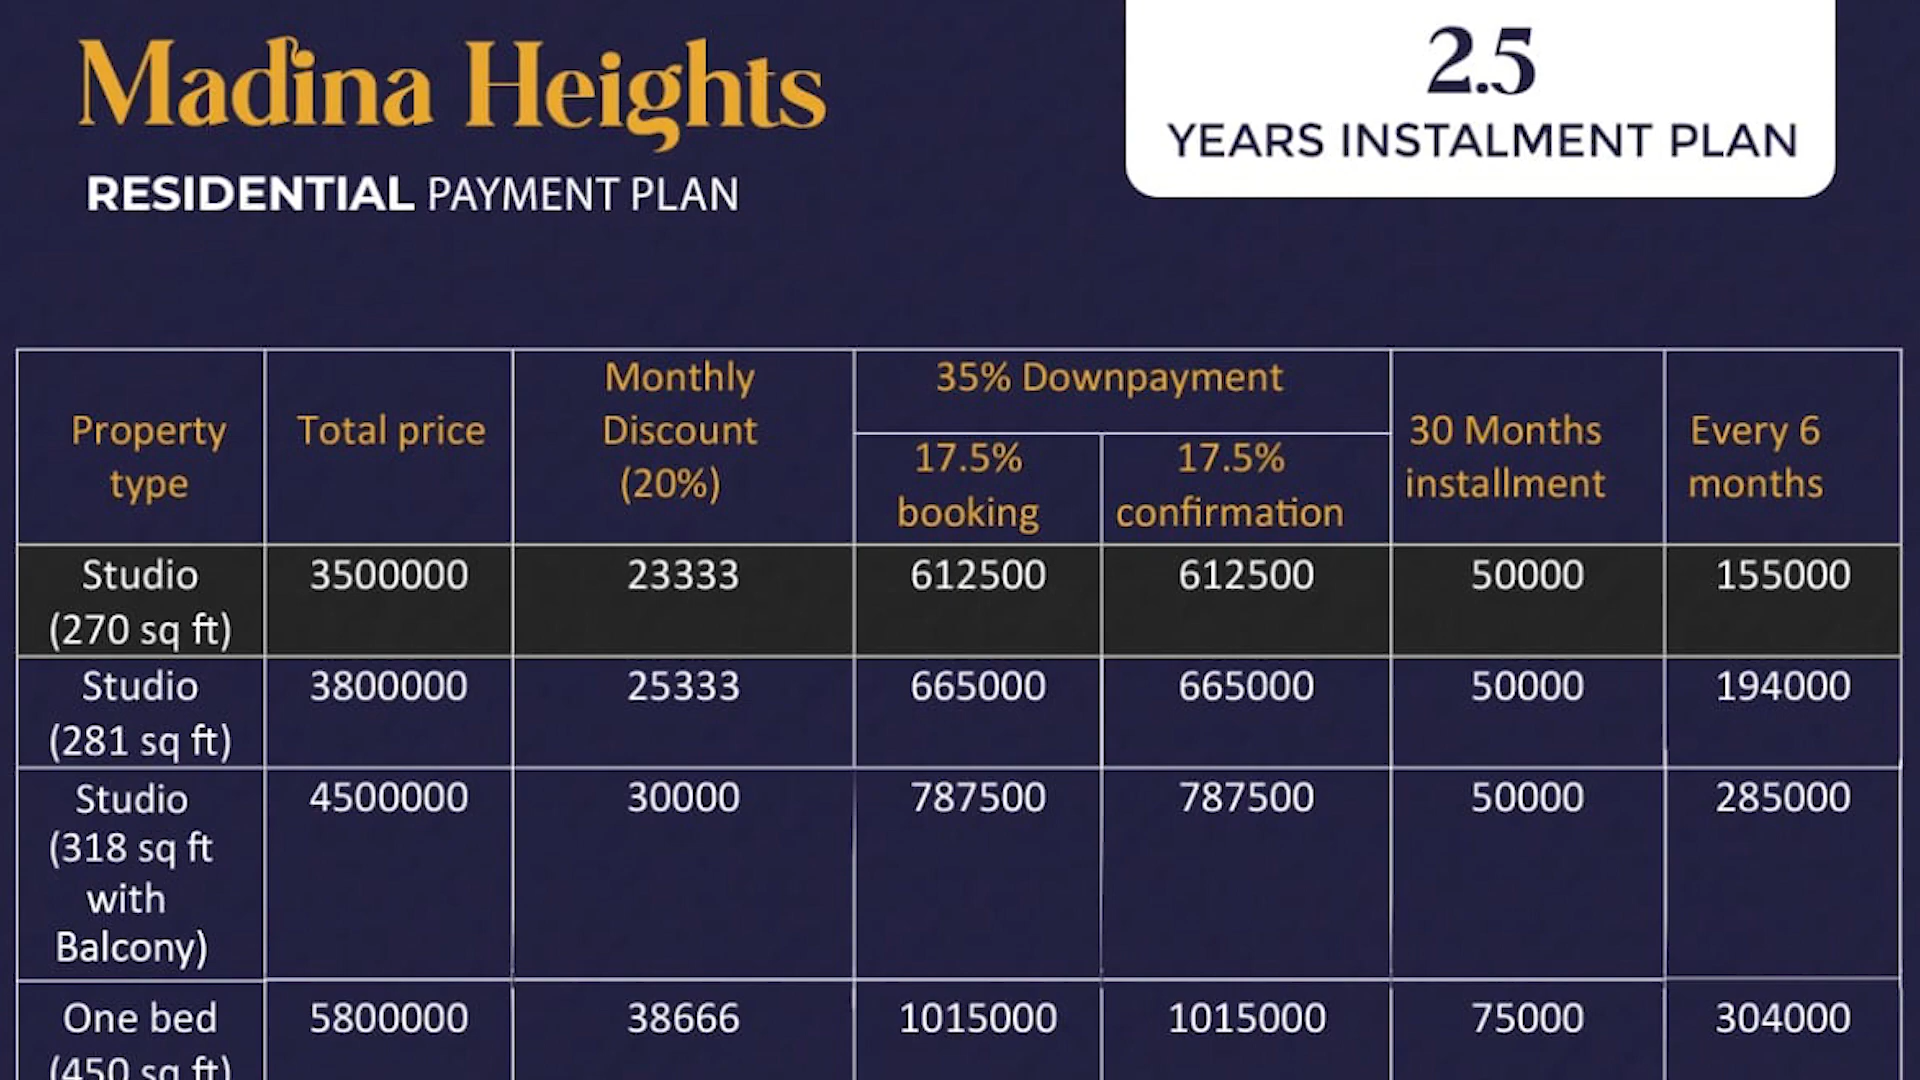 Madina Heights
RESIDENTIAL PAYMENT PLAN
2.5
YEARS INSTALMENT PLAN
Property type
Total price
Monthly Discount (20%)
35% Downpayment
17.5% booking
17.5% confirmation
30 Months installment
Every 6 months
Studio (270 sq ft) 3500000 23333 612500 612500 50000 155000
Studio (281 sq ft) 3800000 25333 665000 665000 50000 194000
Studio (318 sq ft with Balcony) 4500000 30000 787500 787500 50000 285000
One bed (450 sq ft) 5800000 38666 1015000 1015000 75000 304000